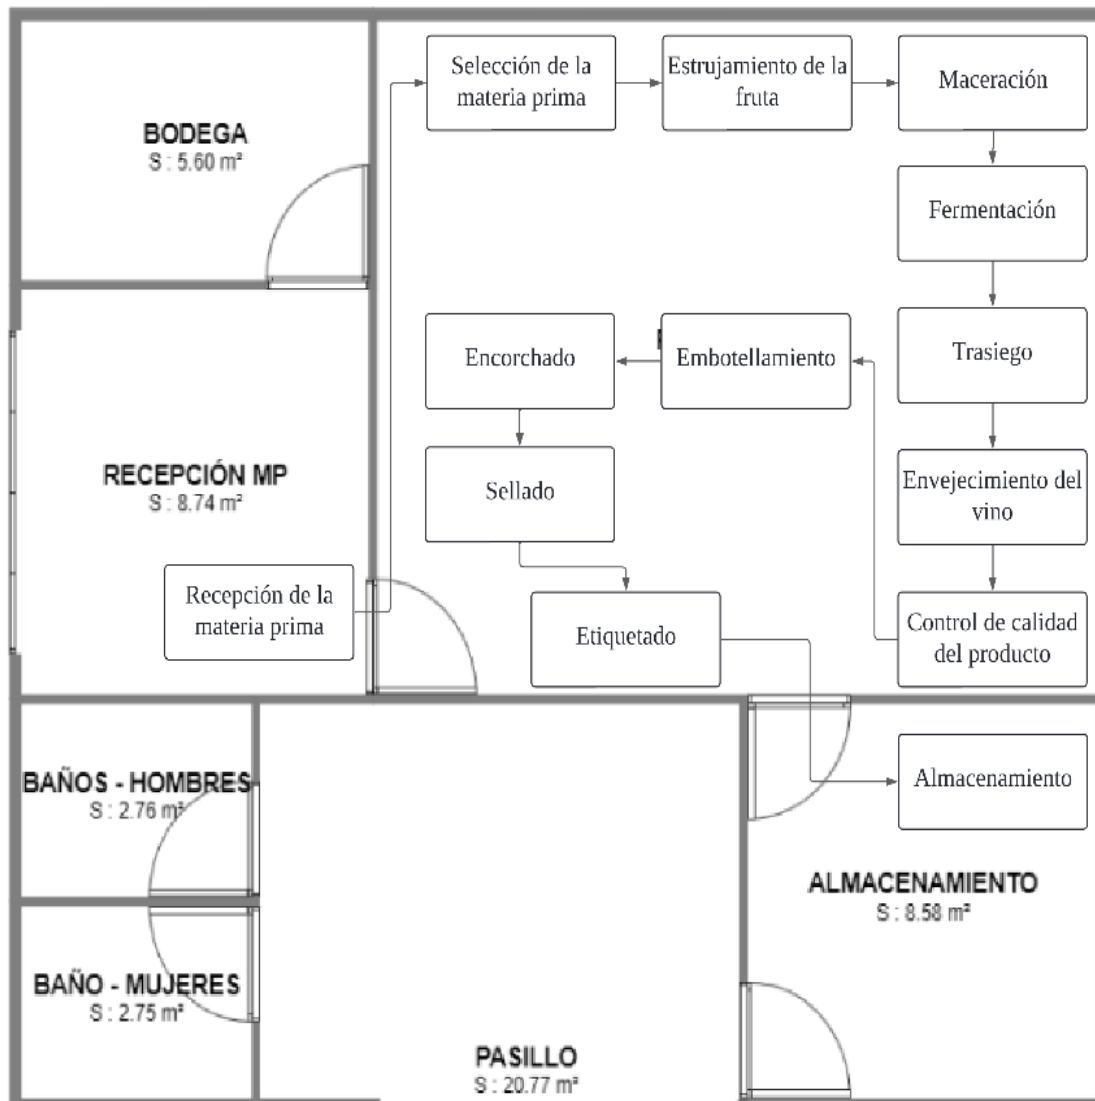 BODEGA
S : 5.60 m²
RECEPCIÓN MP
S : 8.74 m²
Recepción de la
materia prima
Selección de la
materia prima
Estrujamiento de la
fruta
Maceración
Fermentación
Trasiego
Envejecimiento del
vino
Control de calidad
del producto
Embotellamiento
Encorchado
Sellado
Etiquetado
Almacenamiento
ALMACENAMIENTO
S : 8.58 m²
BAÑOS - HOMBRES
S : 2.76 m²
BAÑO - MUJERES
S : 2.75 m²
PASILLO
S : 20.77 m²